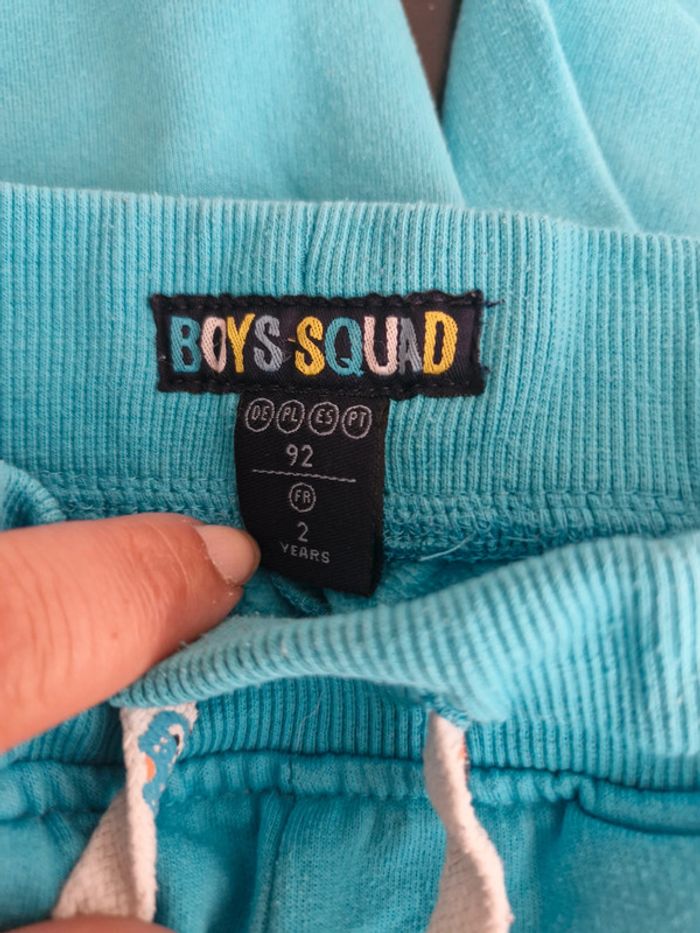 BOYS SQUAD
DE PL ES PT
92
FR
2
YEARS